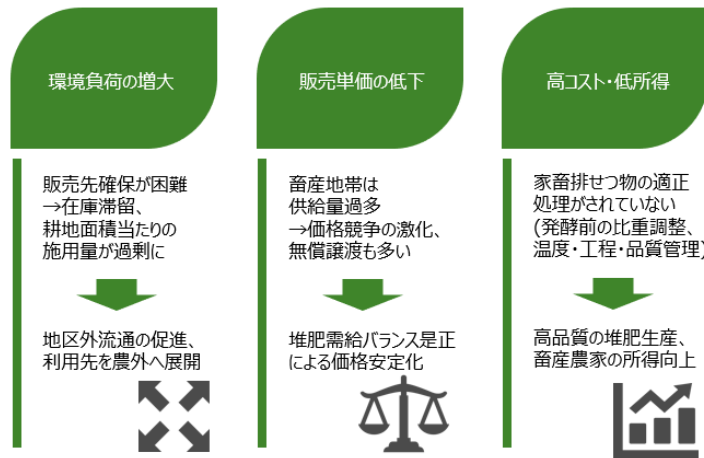 環境負荷の増大
販売先確保が困難
→在庫滞留、
耕地面積当たりの
施用量が過剰に
地区外流通の促進、
利用先を農外へ展開
販売単価の低下
畜産地帯は
供給量過多
→価格競争の激化、
無償譲渡も多い
堆肥需給バランス是正
による価格安定化
高コスト・低所得
家畜排せつ物の適正
処理がされていない
(発酵前の比重調整、
温度・工程・品質管理)
高品質の堆肥生産、
畜産農家の所得向上